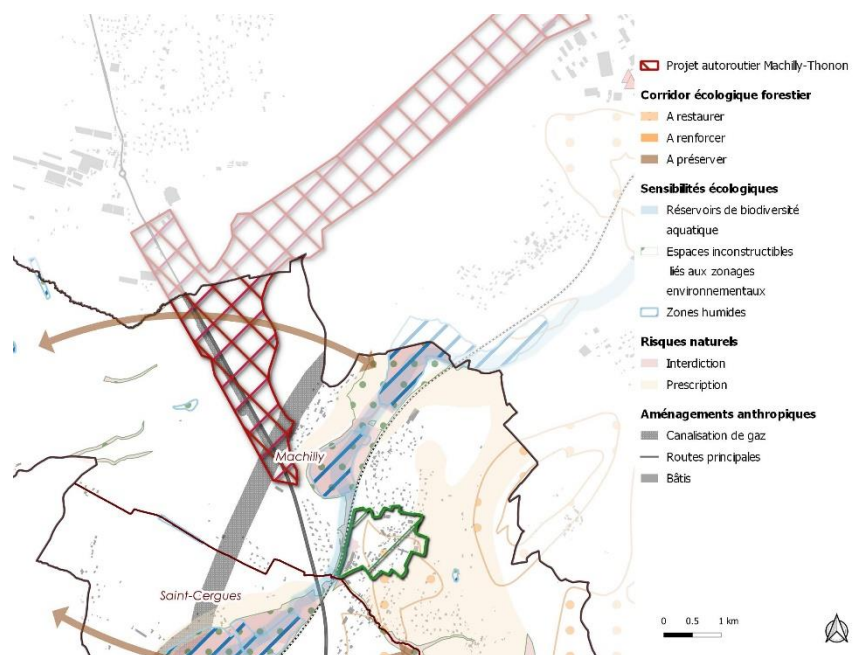 Projet autoroutier Machilly-Thonon
Corridor écologique forestier
A restaurer
A renforcer
A préserver
Sensibilités écologiques
Réservoirs de biodiversité
aquatique
Espaces inconstructibles
liés aux zonages
environnementaux
Zones humides
Risques naturels
Interdiction
Prescription
Aménagements anthropiques
Canalisation de gaz
Routes principales
Bâtis
Machilly
Saint-Cergues
0 0.5 1 km